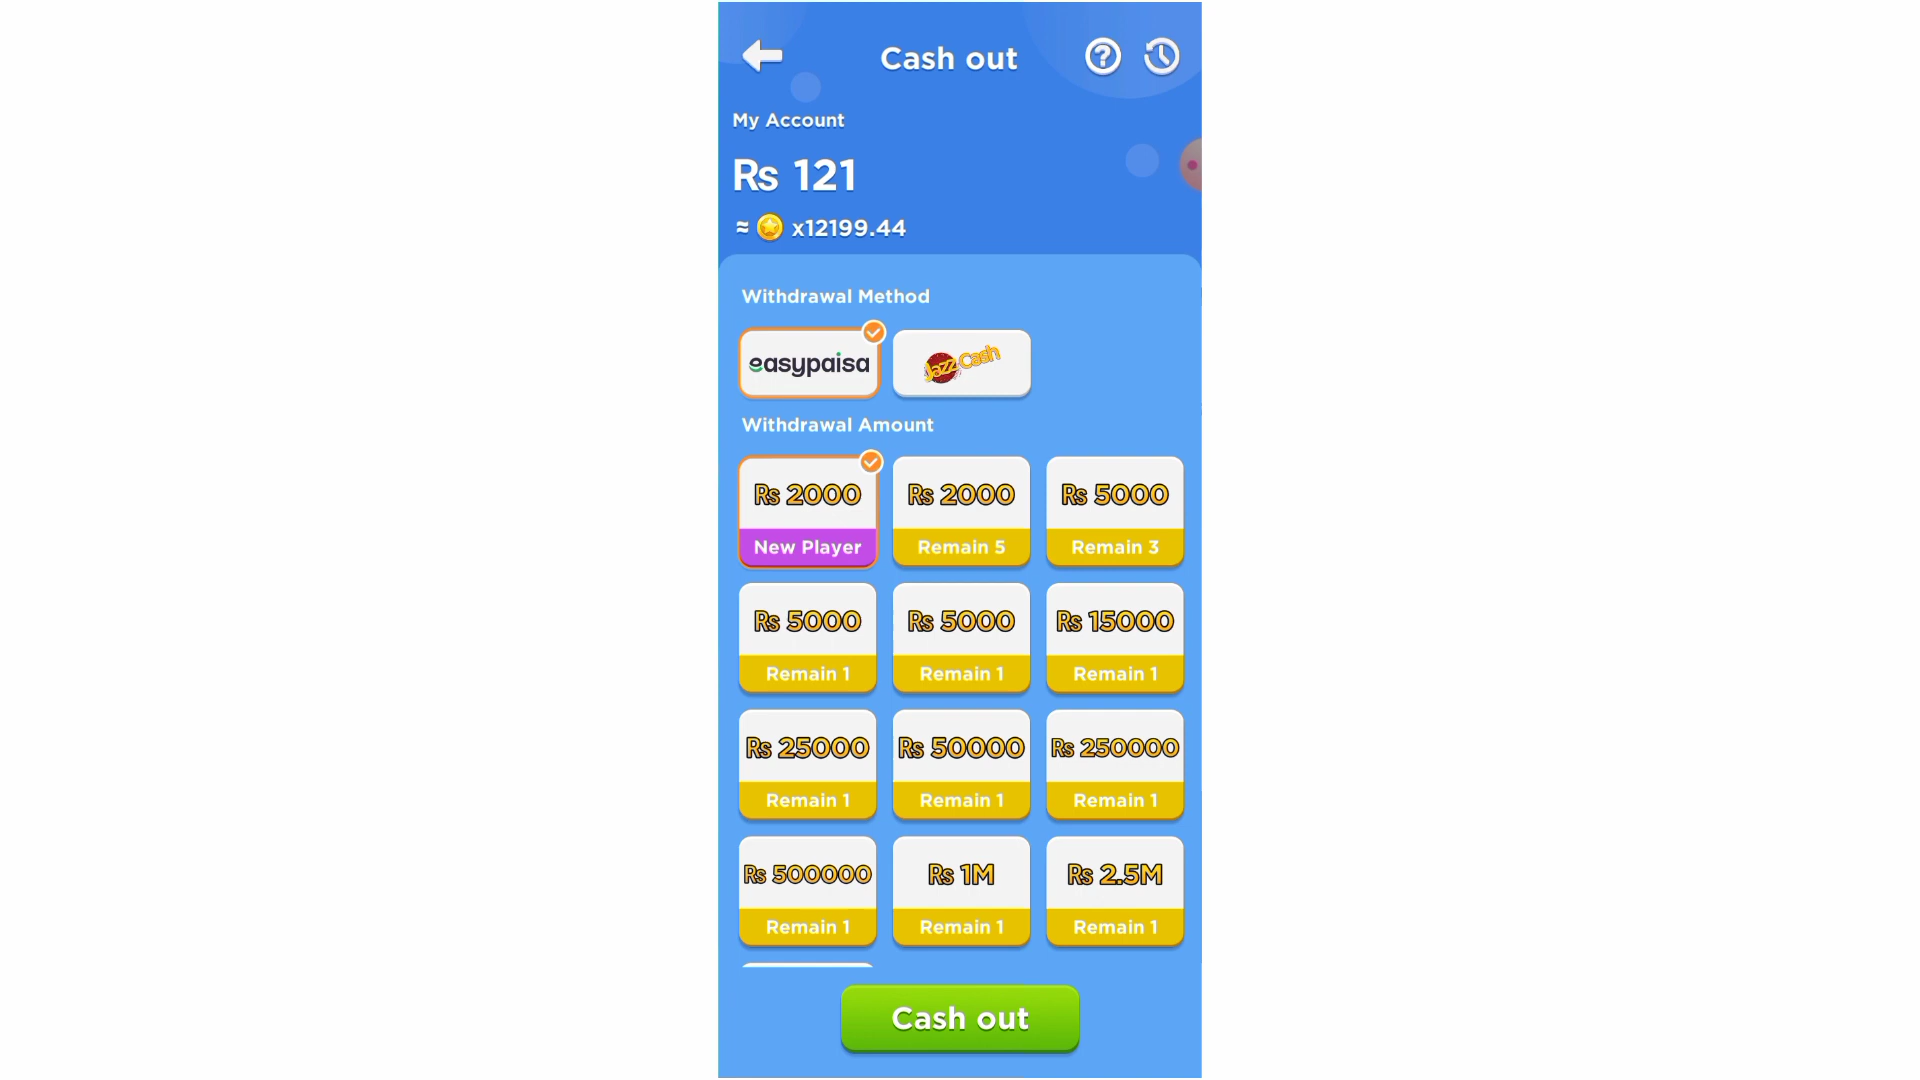 Cash out
My Account
Rs 121
≈ x12199.44
Withdrawal Method
easypaisa
JazzCash
Withdrawal Amount
Rs 2000 Rs 2000 Rs 5000
New Player Remain 5 Remain 3
Rs 5000 Rs 5000 Rs 15000
Remain 1 Remain 1 Remain 1
Rs 25000 Rs 50000 Rs 250000
Remain 1 Remain 1 Remain 1
Rs 500000 Rs 1M Rs 2.5M
Remain 1 Remain 1 Remain 1
Cash out